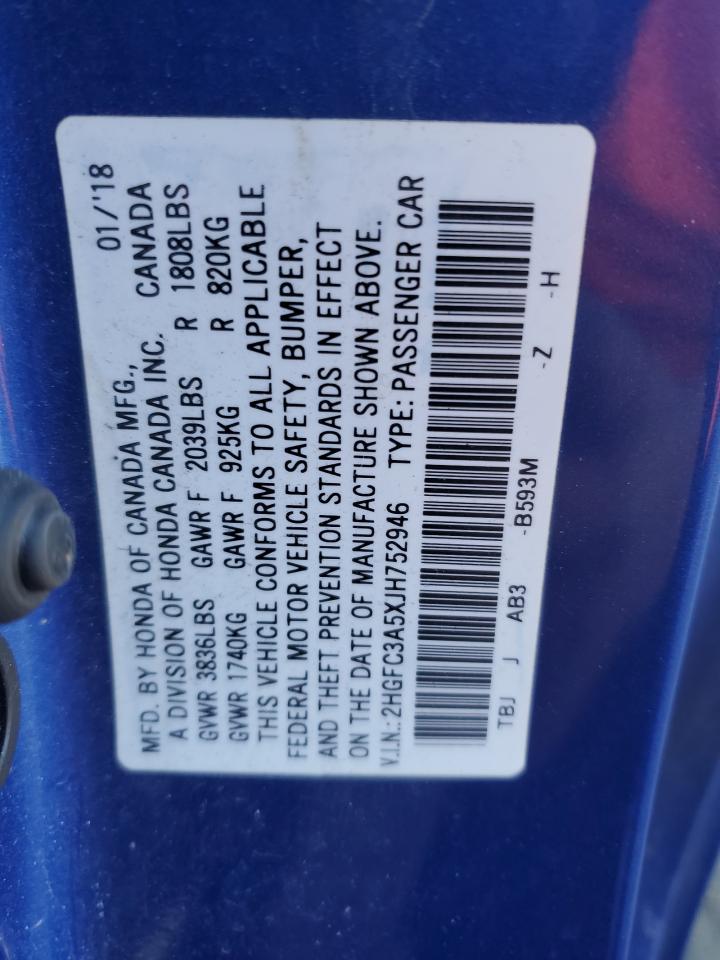 MFD. BY HONDA OF CANADA MFG., 01/'18
A DIVISION OF HONDA CANADA INC. CANADA
GVWR 3836LBS GAWR F 2039LBS R 1808LBS
GVWR 1740KG GAWR F 925KG R 820KG
THIS VEHICLE CONFORMS TO ALL APPLICABLE
FEDERAL MOTOR VEHICLE SAFETY, BUMPER,
AND THEFT PREVENTION STANDARDS IN EFFECT
ON THE DATE OF MANUFACTURE SHOWN ABOVE.
V.I.N.: 2HGFC3A5XJH752946 TYPE: PASSENGER CAR
TBJ J AB3 -B593M -Z -H